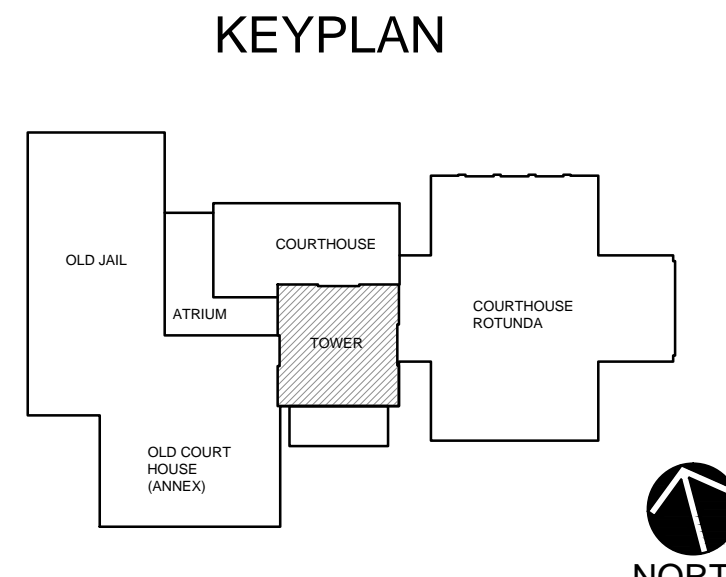 KEYPLAN
OLD JAIL
COURTHOUSE
ATRIUM
TOWER
COURTHOUSE
ROTUNDA
OLD COURT
HOUSE
(ANNEX)